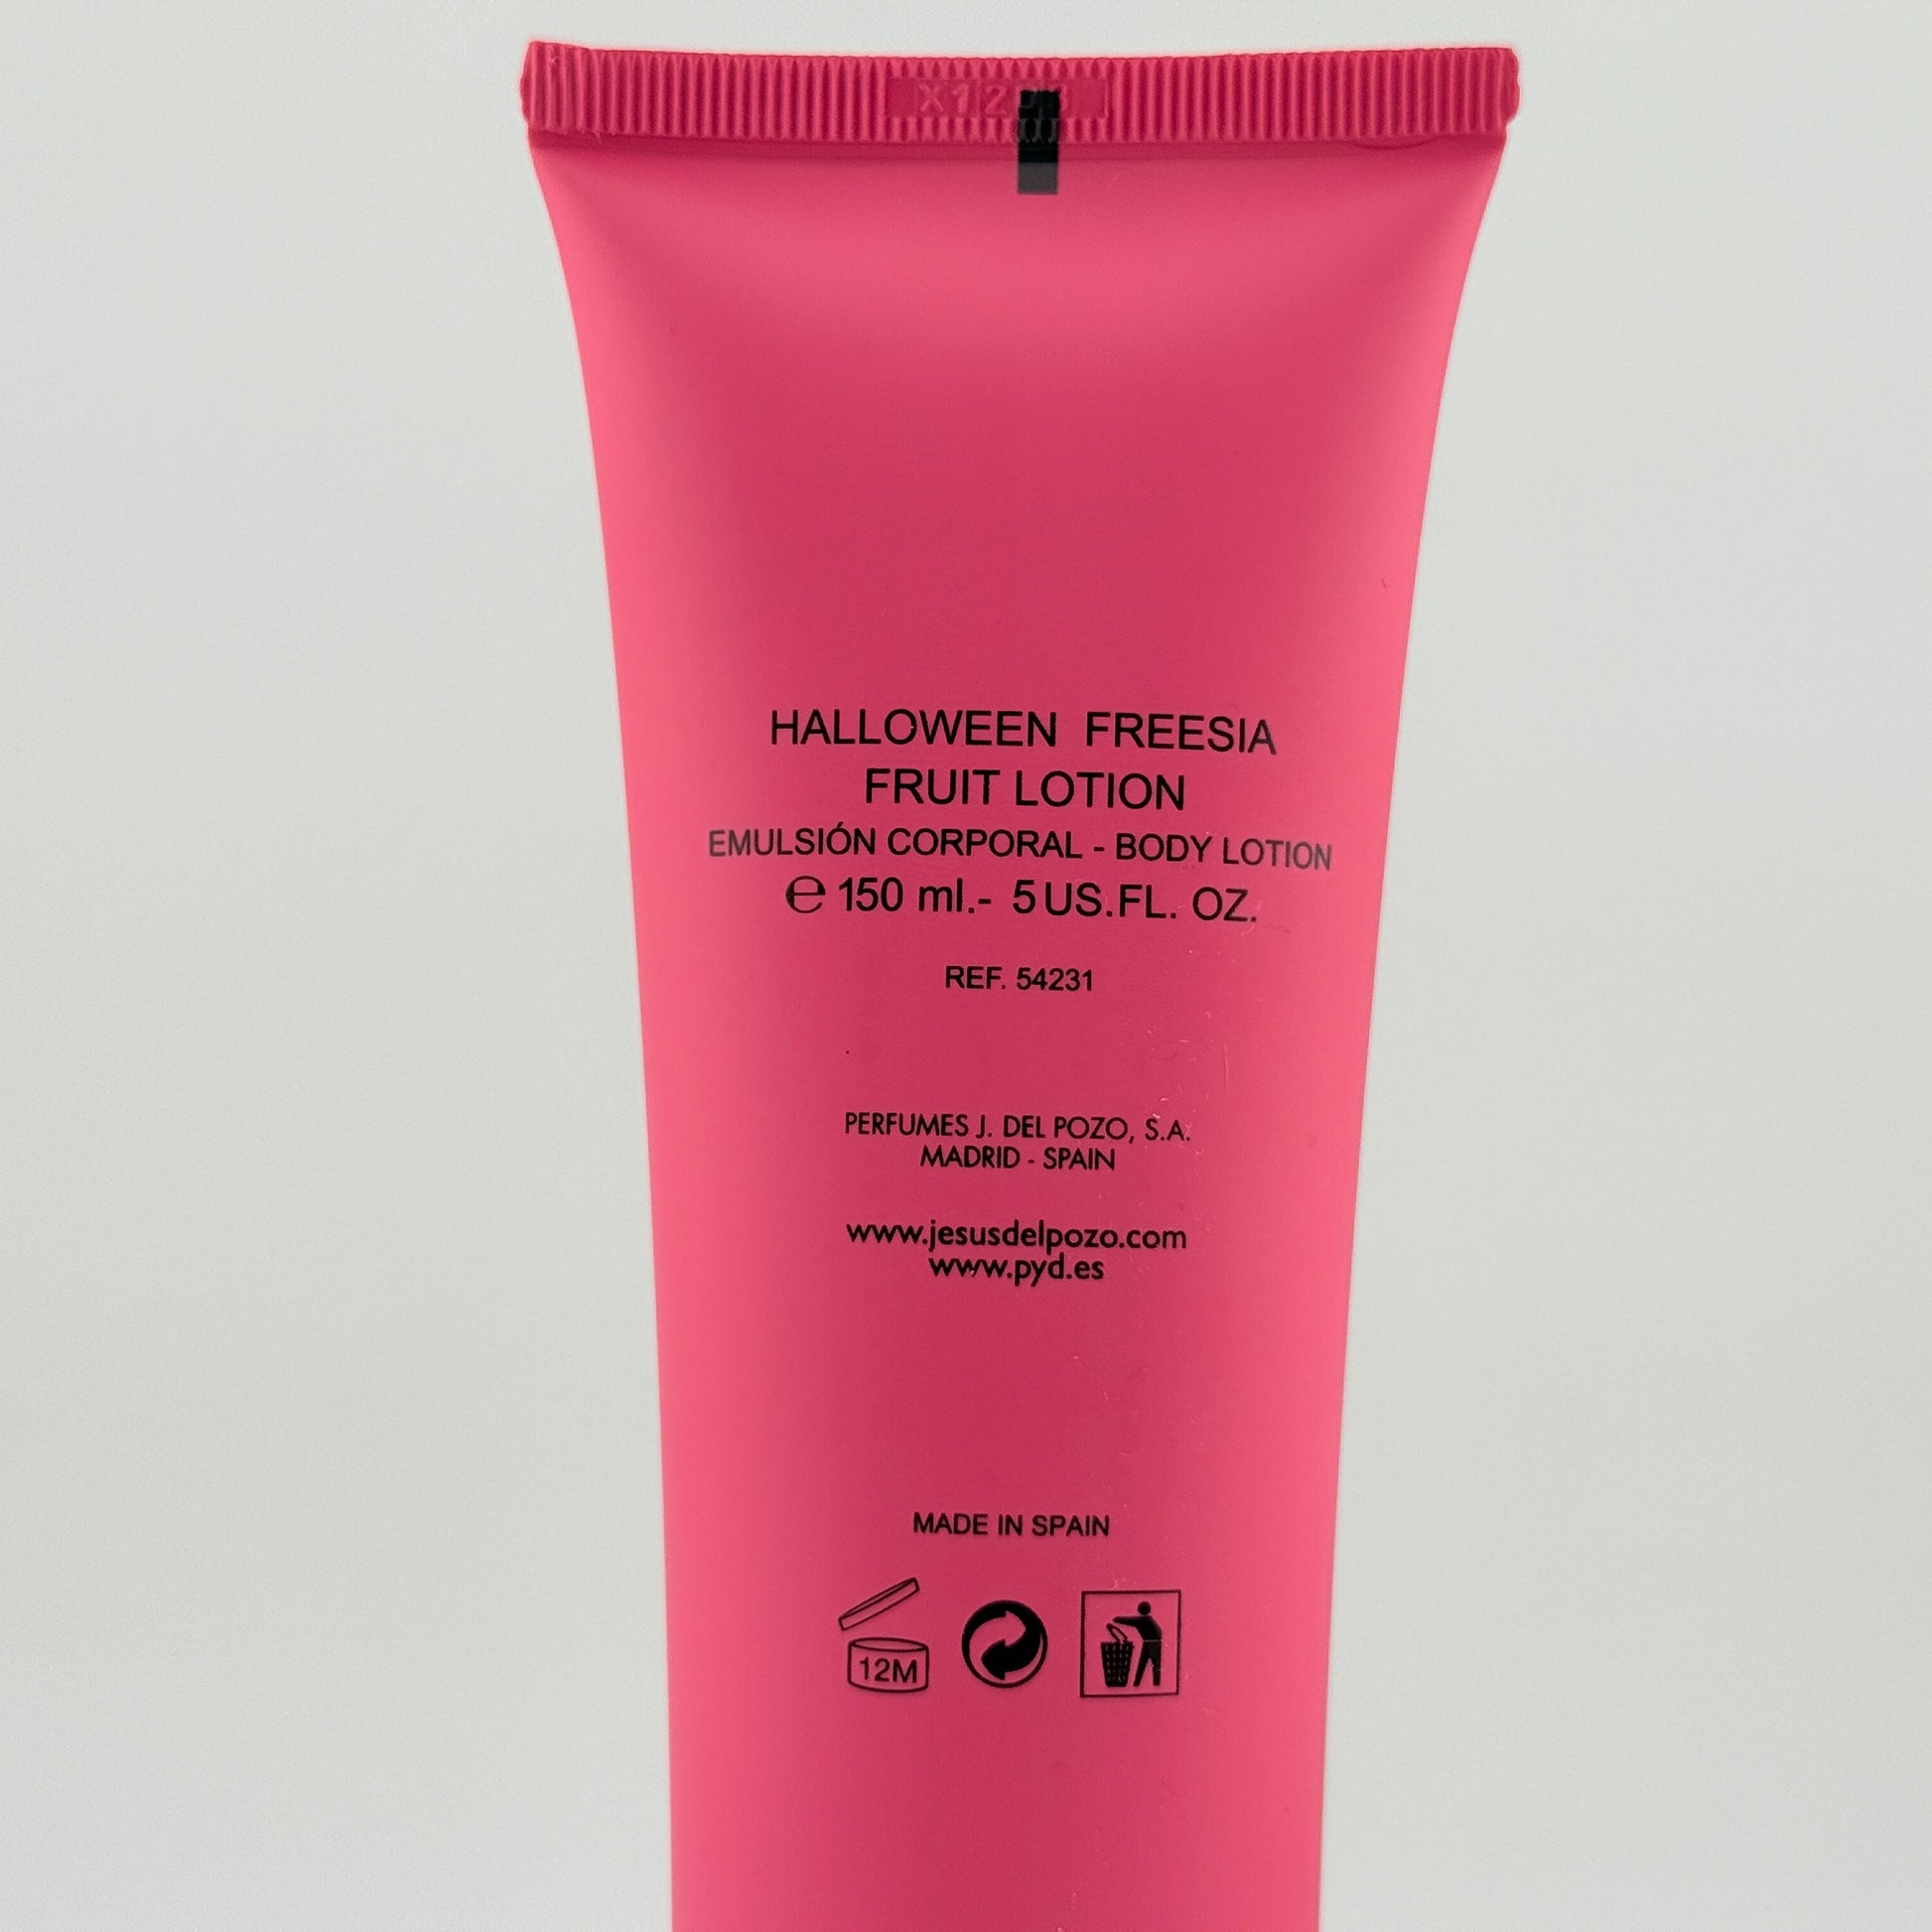 HALLOWEEN FREESIA
FRUIT LOTION
EMULSIÓN CORPORAL - BODY LOTION
℮ 150 ml.- 5 US.FL. OZ.
REF. 54231
PERFUMES J. DEL POZO, S.A.
MADRID - SPAIN
www.jesusdelpozo.com
www.pyd.es
MADE IN SPAIN
12M